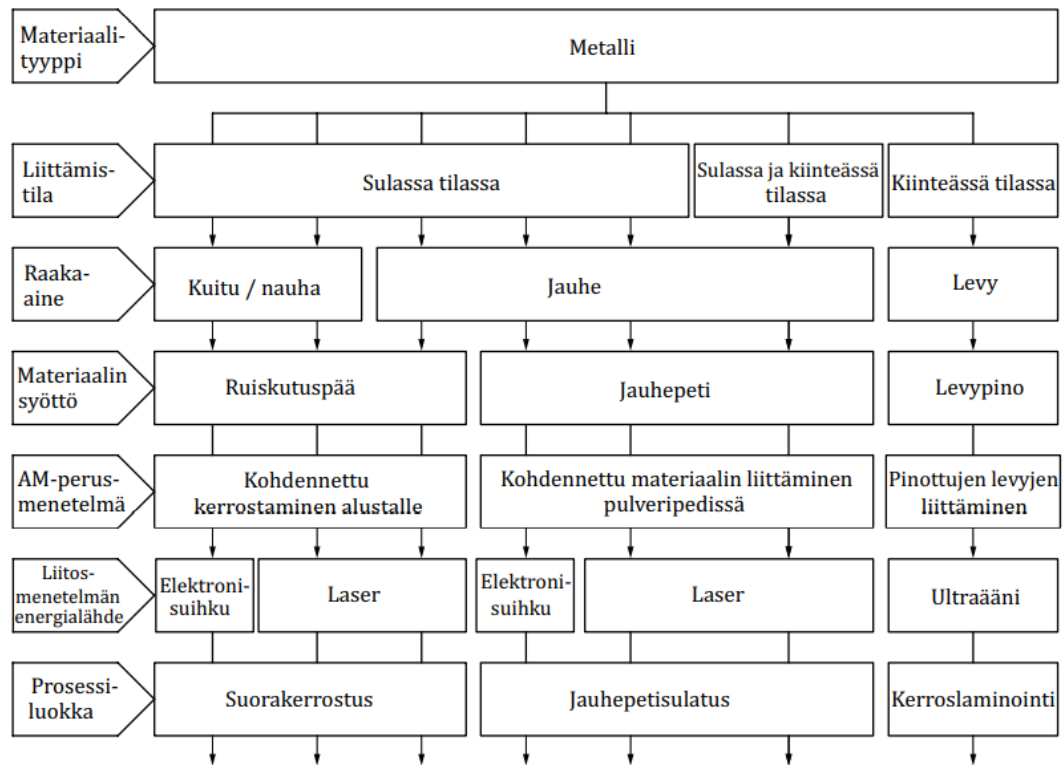 Materiaali-
tyyppi
Metalli
Liittämis-
tila
Sulassa tilassa
Sulassa ja kiinteässä
tilassa
Kiinteässä tilassa
Raaka-
aine
Kuitu / nauha
Jauhe
Levy
Materiaalin
syöttö
Ruiskutuspää
Jauhepeti
Levypino
AM-perus-
menetelmä
Kohdennettu
kerrostaminen alustalle
Kohdennettu materiaalin liittäminen
pulveripedissä
Pinottujen levyjen
liittäminen
Liitos-
menetelmän
energialähde
Elektroni-
suihku
Laser
Elektroni-
suihku
Laser
Ultraääni
Prosessi-
luokka
Suorakerrostus
Jauhepetisulatus
Kerroslaminointi